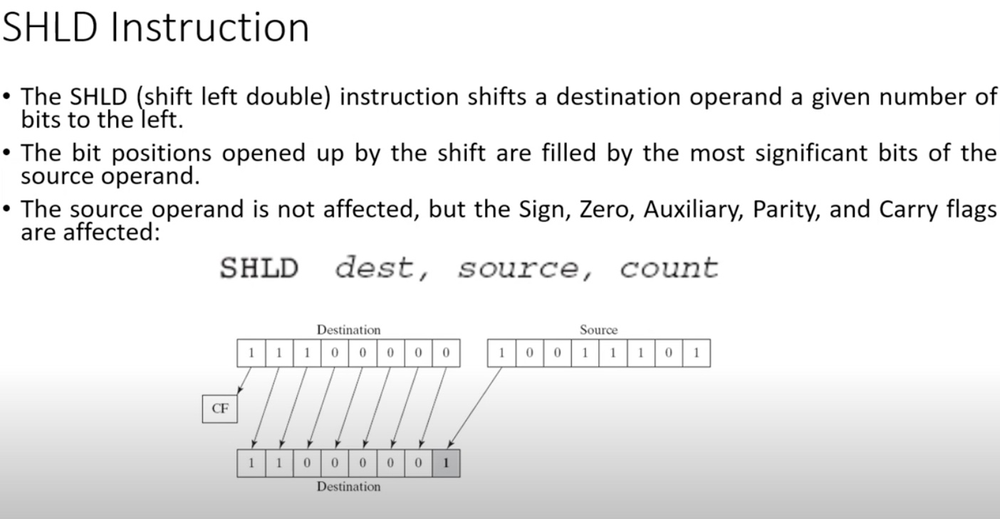 SHLD Instruction
• The SHLD (shift left double) instruction shifts a destination operand a given number of
bits to the left.
• The bit positions opened up by the shift are filled by the most significant bits of the
source operand.
• The source operand is not affected, but the Sign, Zero, Auxiliary, Parity, and Carry flags
are affected:
SHLD dest, source, count
Destination Source
1 1 1 0 0 0 0 0 1 0 0 1 1 1 0 1
CF
1 1 0 0 0 0 0 1
Destination